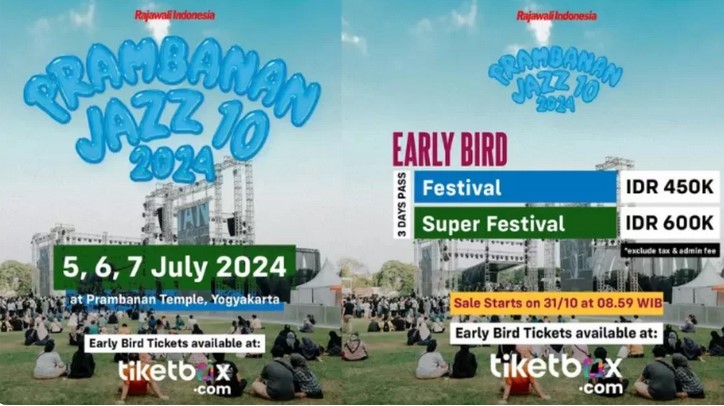 Rajawali Indonesia
PRAMBANAN
JAZZ 10
2024
5, 6, 7 July 2024
at Prambanan Temple, Yogyakarta
Early Bird Tickets available at:
tiketbox
.com
Rajawali Indonesia
PRAMBANAN
JAZZ 10
2024
EARLY BIRD
3 DAYS PASS
Festival IDR 450K
Super Festival IDR 600K
*exclude tax & admin fee
Sale Starts on 31/10 at 08.59 WIB
Early Bird Tickets available at:
tiketbox
.com